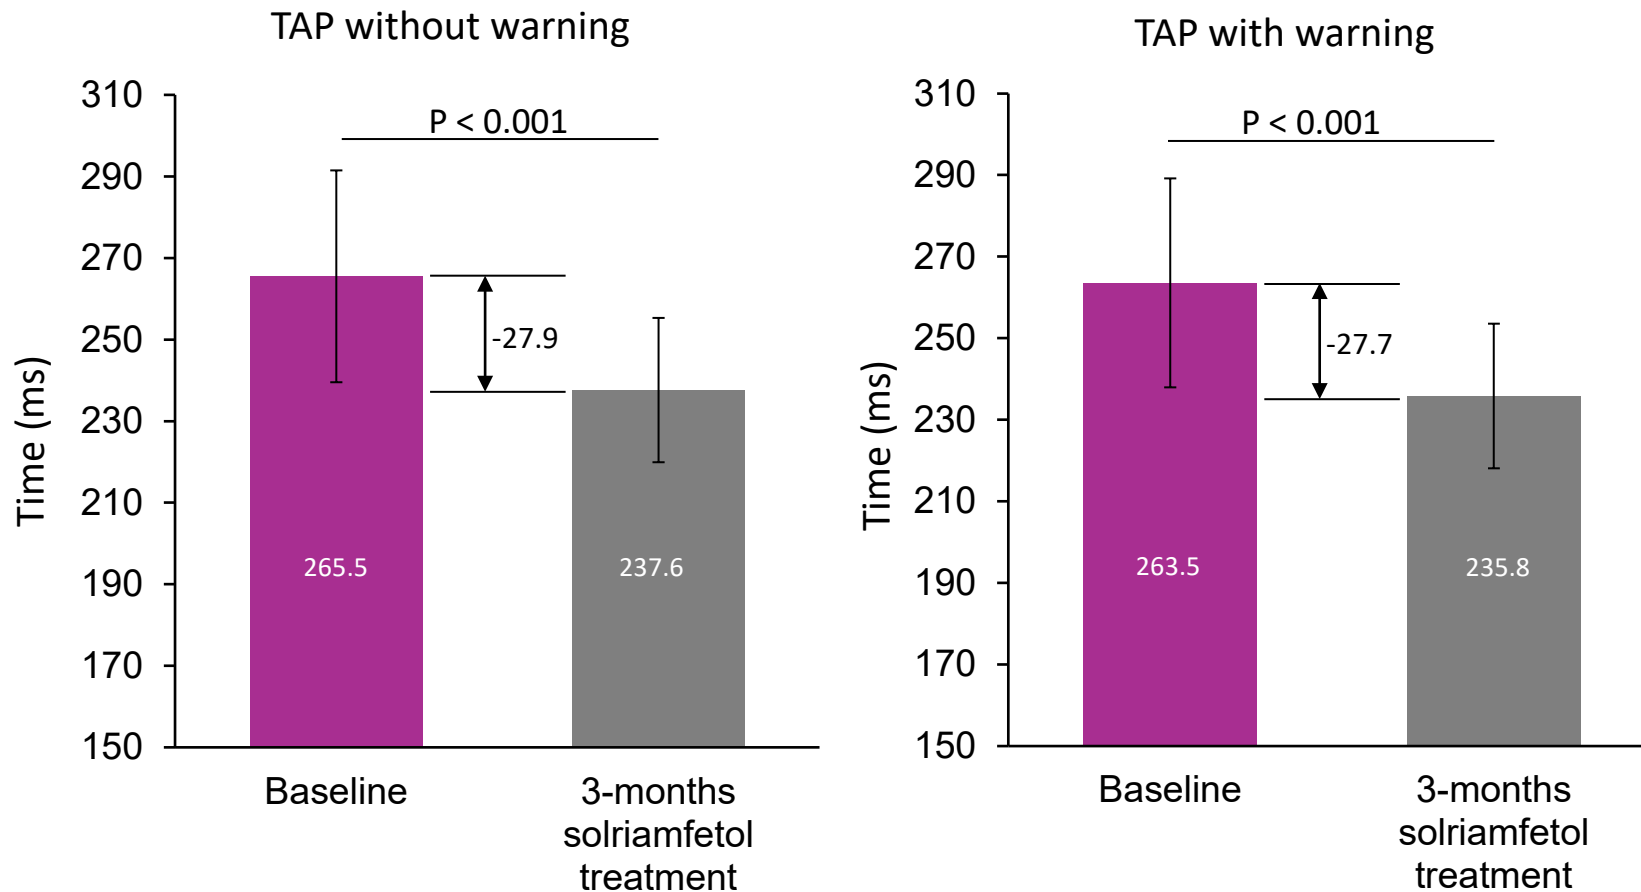 TAP without warning
310
290
270
250
230
210
190
170
150
Time (ms)
P < 0.001
-27.9
265.5
237.6
Baseline
3-months
solriamfetol
treatment
TAP with warning
310
290
270
250
230
210
190
170
150
Time (ms)
P < 0.001
-27.7
263.5
235.8
Baseline
3-months
solriamfetol
treatment